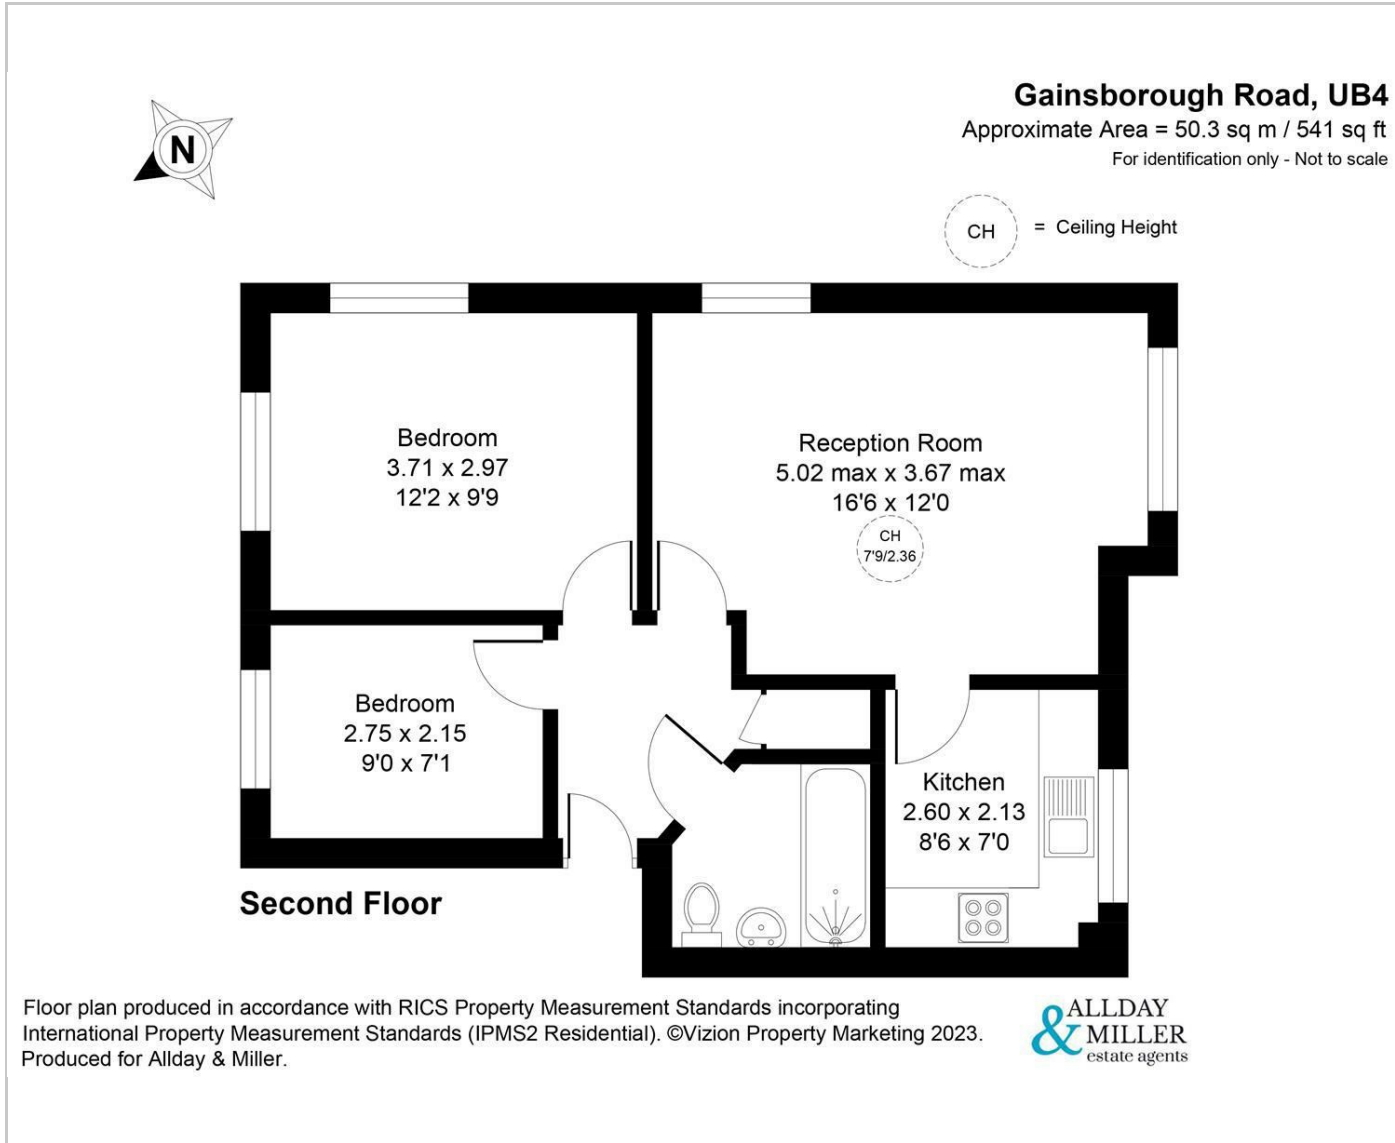 Gainsborough Road, UB4
Approximate Area = 50.3 sq m / 541 sq ft
For identification only - Not to scale
N
CH = Ceiling Height
Bedroom
3.71 x 2.97
12'2 x 9'9
Reception Room
5.02 max x 3.67 max
16'6 x 12'0
CH
7'9/2.36
Bedroom
2.75 x 2.15
9'0 x 7'1
Kitchen
2.60 x 2.13
8'6 x 7'0
Second Floor
Floor plan produced in accordance with RICS Property Measurement Standards incorporating
International Property Measurement Standards (IPMS2 Residential). ©Vizion Property Marketing 2023.
Produced for Allday & Miller.
ALLDAY
& MILLER
estate agents